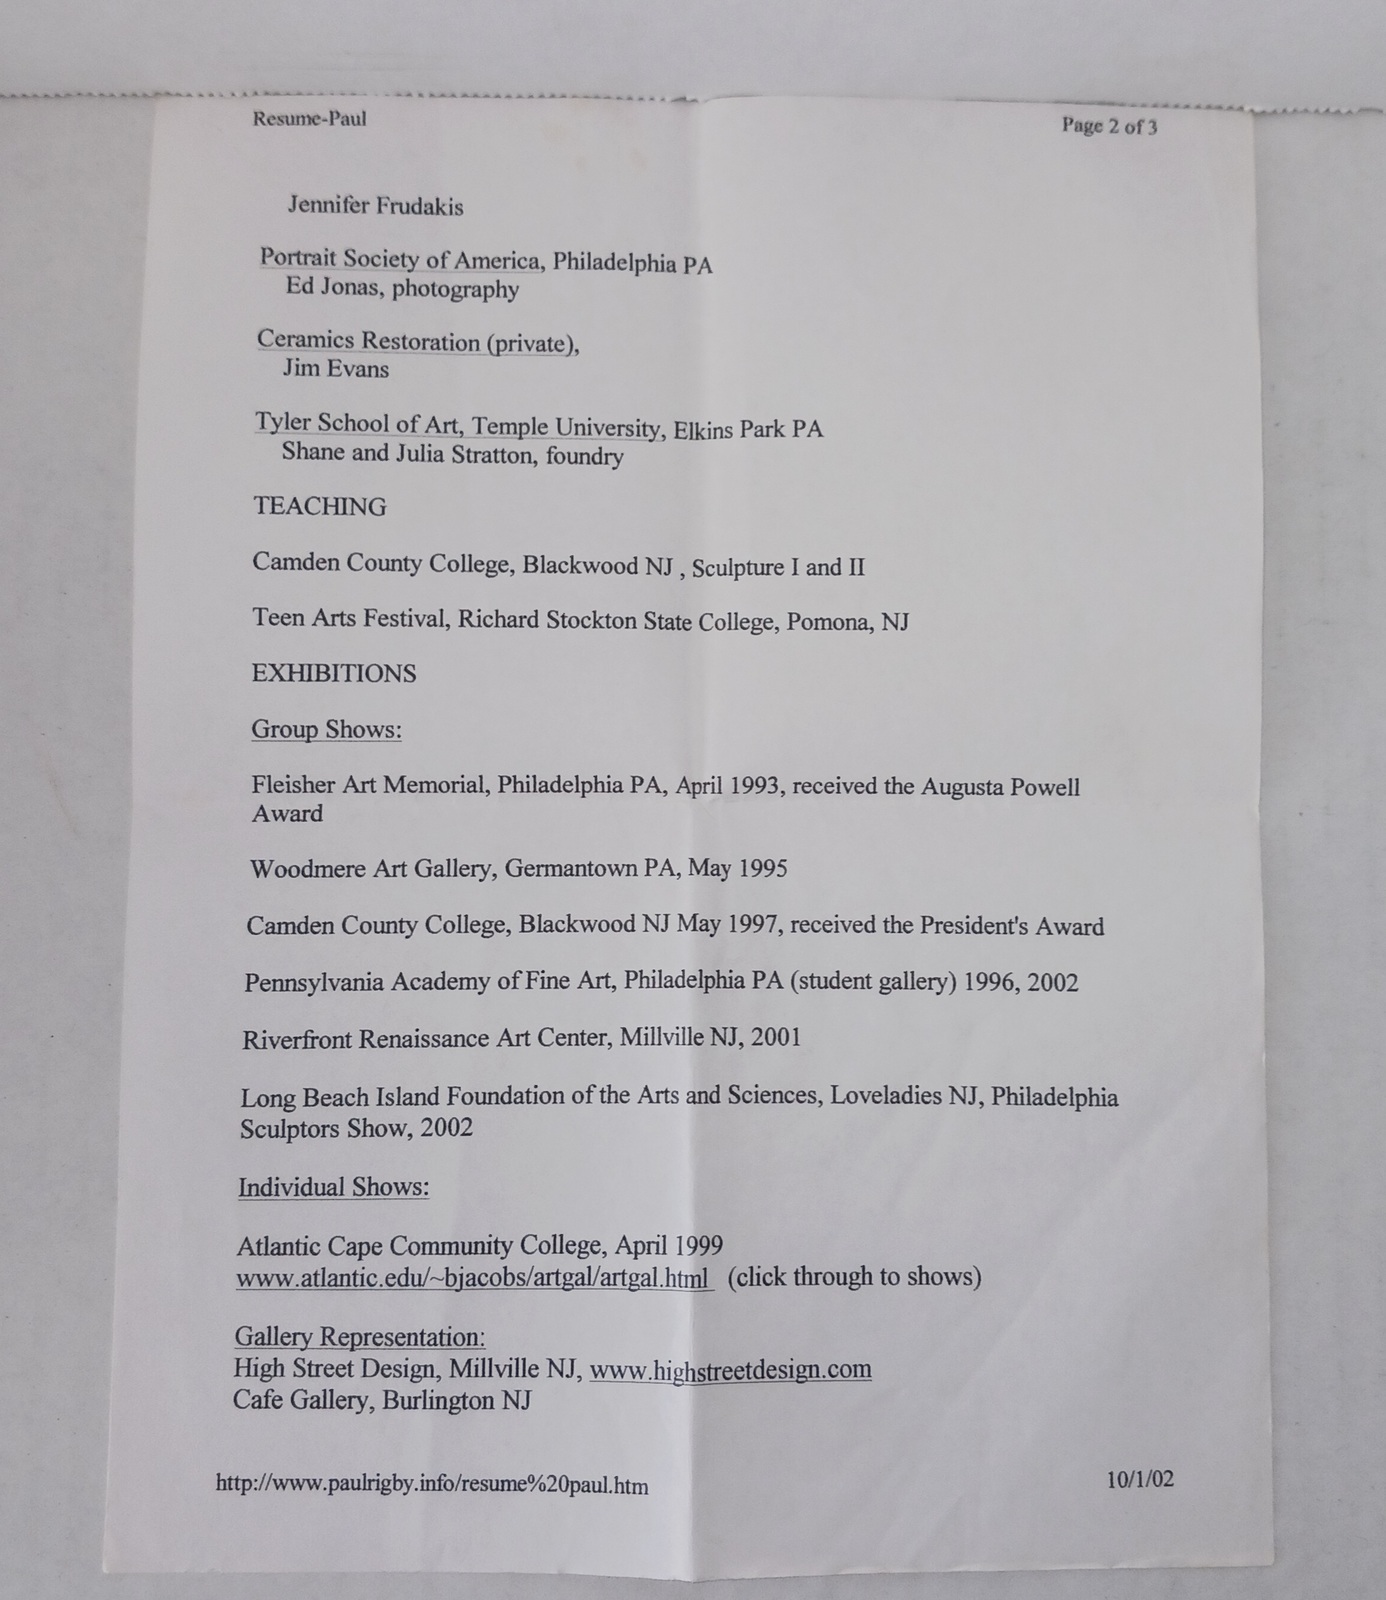 Resume-Paul Page 2 of 3
Jennifer Frudakis
Portrait Society of America, Philadelphia PA
Ed Jonas, photography
Ceramics Restoration (private),
Jim Evans
Tyler School of Art, Temple University, Elkins Park PA
Shane and Julia Stratton, foundry
TEACHING
Camden County College, Blackwood NJ , Sculpture I and II
Teen Arts Festival, Richard Stockton State College, Pomona, NJ
EXHIBITIONS
Group Shows:
Fleisher Art Memorial, Philadelphia PA, April 1993, received the Augusta Powell
Award
Woodmere Art Gallery, Germantown PA, May 1995
Camden County College, Blackwood NJ May 1997, received the President's Award
Pennsylvania Academy of Fine Art, Philadelphia PA (student gallery) 1996, 2002
Riverfront Renaissance Art Center, Millville NJ, 2001
Long Beach Island Foundation of the Arts and Sciences, Loveladies NJ, Philadelphia
Sculptors Show, 2002
Individual Shows:
Atlantic Cape Community College, April 1999
www.atlantic.edu/~bjacobs/artgal/artgal.html (click through to shows)
Gallery Representation:
High Street Design, Millville NJ, www.highstreetdesign.com
Cafe Gallery, Burlington NJ
http://www.paulrigby.info/resume%20paul.htm 10/1/02